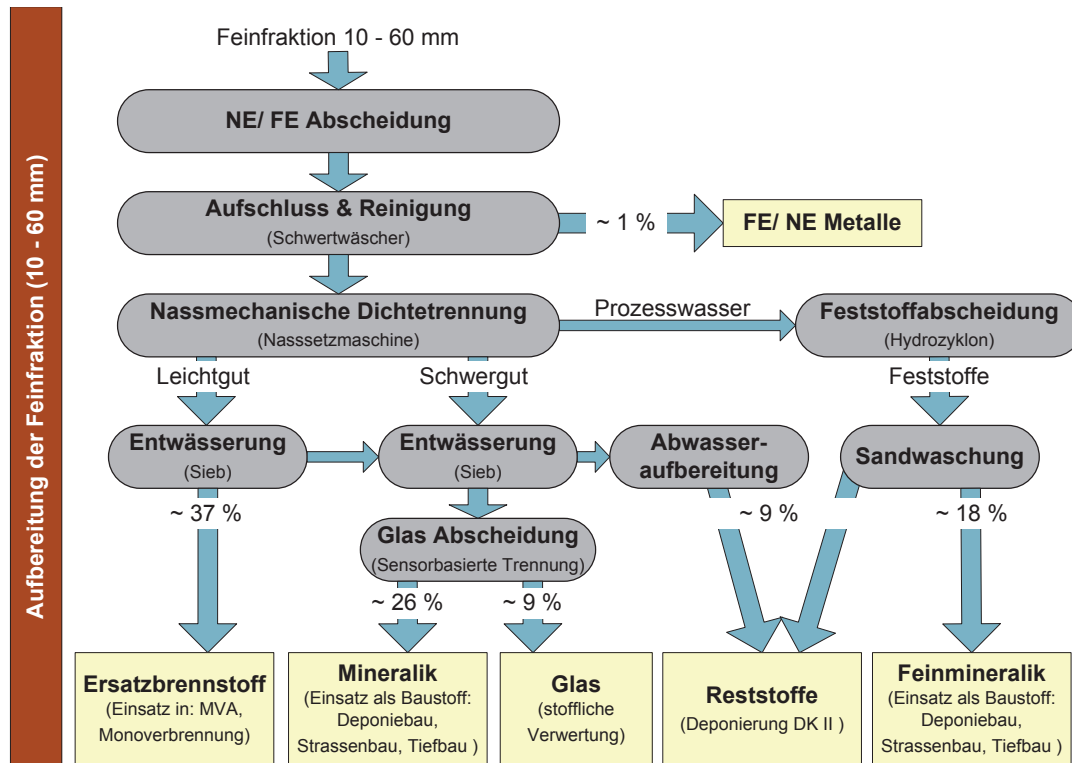 Aufbereitung der Feinfraktion (10 - 60 mm)
Feinfraktion 10 - 60 mm
NE/ FE Abscheidung
Aufschluss & Reinigung
(Schwertwäscher)
~ 1 %
FE/ NE Metalle
Nassmechanische Dichtetrennung
(Nasssetzmaschine)
Prozesswasser
Feststoffabscheidung
(Hydrozyklon)
Leichtgut
Schwergut
Feststoffe
Entwässerung
(Sieb)
Entwässerung
(Sieb)
Abwasser-
aufbereitung
Sandwaschung
~ 37 %
~ 9 %
~ 18 %
Glas Abscheidung
(Sensorbasierte Trennung)
~ 26 %
~ 9 %
Ersatzbrennstoff
(Einsatz in: MVA,
Monoverbrennung)
Mineralik
(Einsatz als Baustoff:
Deponiebau,
Strassenbau, Tiefbau )
Glas
(stoffliche
Verwertung)
Reststoffe
(Deponierung DK II )
Feinmineralik
(Einsatz als Baustoff:
Deponiebau,
Strassenbau, Tiefbau )